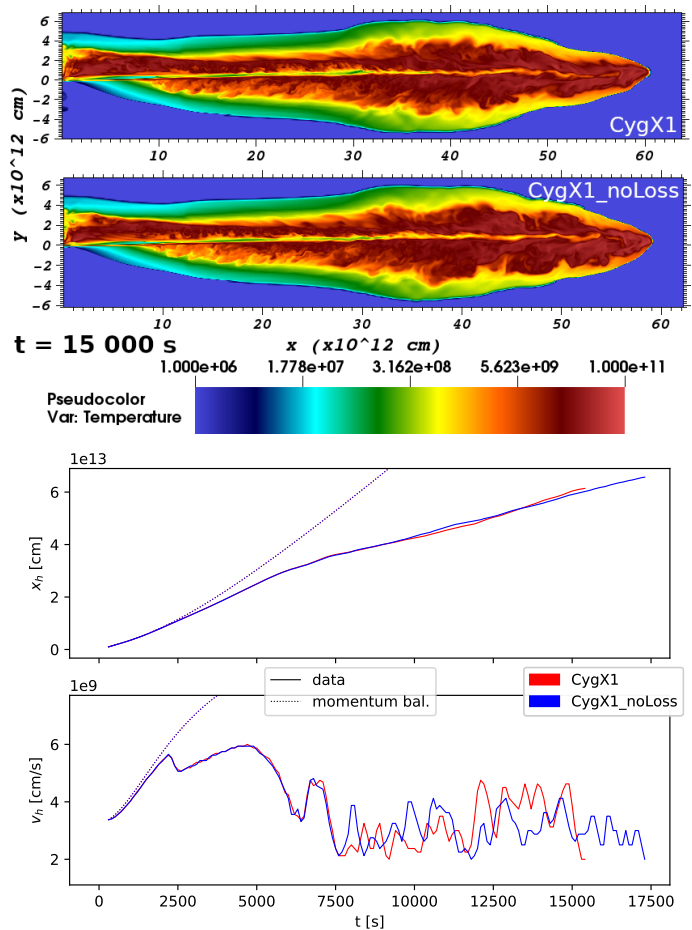 6
4
2
0
-2
-4
-6
CygX1
10
20
30
40
50
60
y (x10^12 cm)
6
4
2
0
-2
-4
-6
CygX1_noLoss
10
20
30
40
50
60
t = 15 000 s
x (x10^12 cm)
1.000e+06 1.778e+07 3.162e+08 5.623e+09 1.000e+11
Pseudocolor
Var: Temperature
1e13
6
4
2
0
x_h [cm]
1e9
data
momentum bal.
CygX1
CygX1_noLoss
6
4
2
v_h [cm/s]
0 2500 5000 7500 10000 12500 15000 17500
t [s]